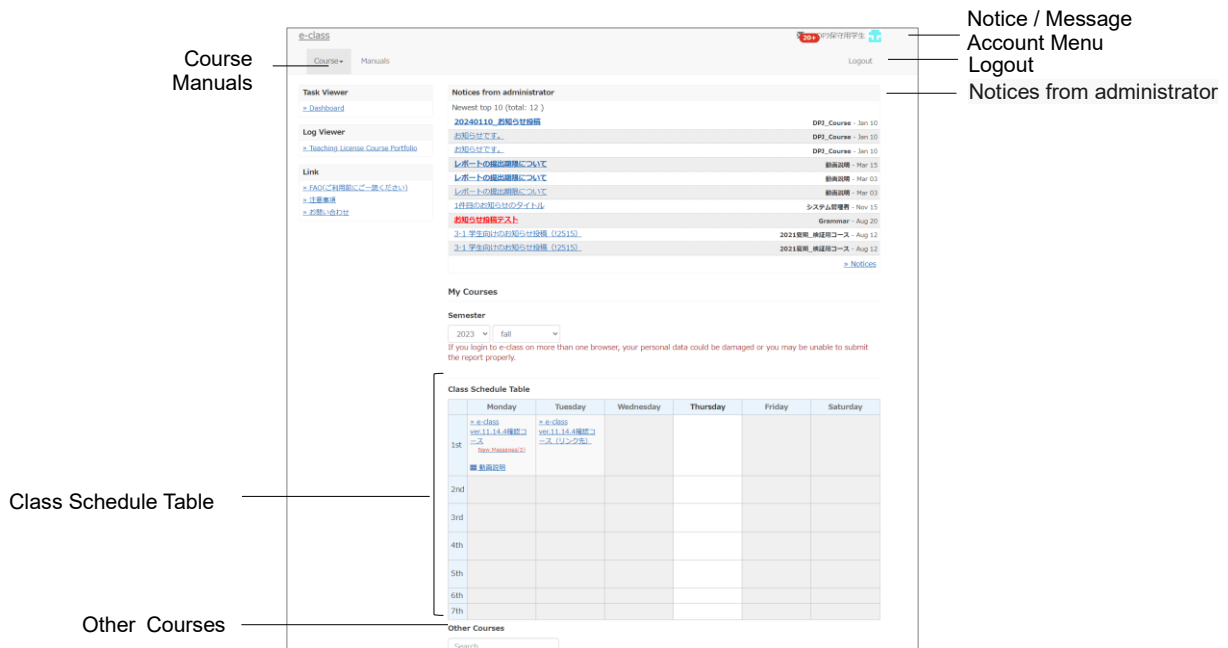 Notice / Message
Account Menu
Logout
Notices from administrator
Course
Manuals
Class Schedule Table
Other Courses
e-class
20+
保守用学生
Course
Manuals
Logout
Task Viewer
» Dashboard
Log Viewer
» Teaching License Course Portfolio
Link
» FAQ(ご利用前にご一読ください)
» 注意事項
» お問い合わせ
Notices from administrator
Newest top 10 (total: 12 )
20240110_お知らせ投稿 DPJ_Course - Jan 10
お知らせです。 DPJ_Course - Jan 10
お知らせです。 DPJ_Course - Jan 10
レポートの提出期限について 動画説明 - Mar 15
レポートの提出期限について 動画説明 - Mar 03
レポートの提出期限について 動画説明 - Mar 03
1件目のお知らせのタイトル システム管理者 - Nov 15
お知らせ投稿テスト Grammar - Aug 20
3-1 学生向けのお知らせ投稿（!2515） 2021夏期_検証用コース - Aug 12
3-1 学生向けのお知らせ投稿（!2515） 2021夏期_検証用コース - Aug 12
» Notices
My Courses
Semester
2023 fall
If you login to e-class on more than one browser, your personal data could be damaged or you may be unable to submit
the report properly.
Class Schedule Table
Monday Tuesday Wednesday Thursday Friday Saturday
1st
» e-class
ver.11.14.4確認コ
ース
New Messages(2)
動画説明
» e-class
ver.11.14.4確認コ
ース（リンク先）
2nd
3rd
4th
5th
6th
7th
Other Courses
Search